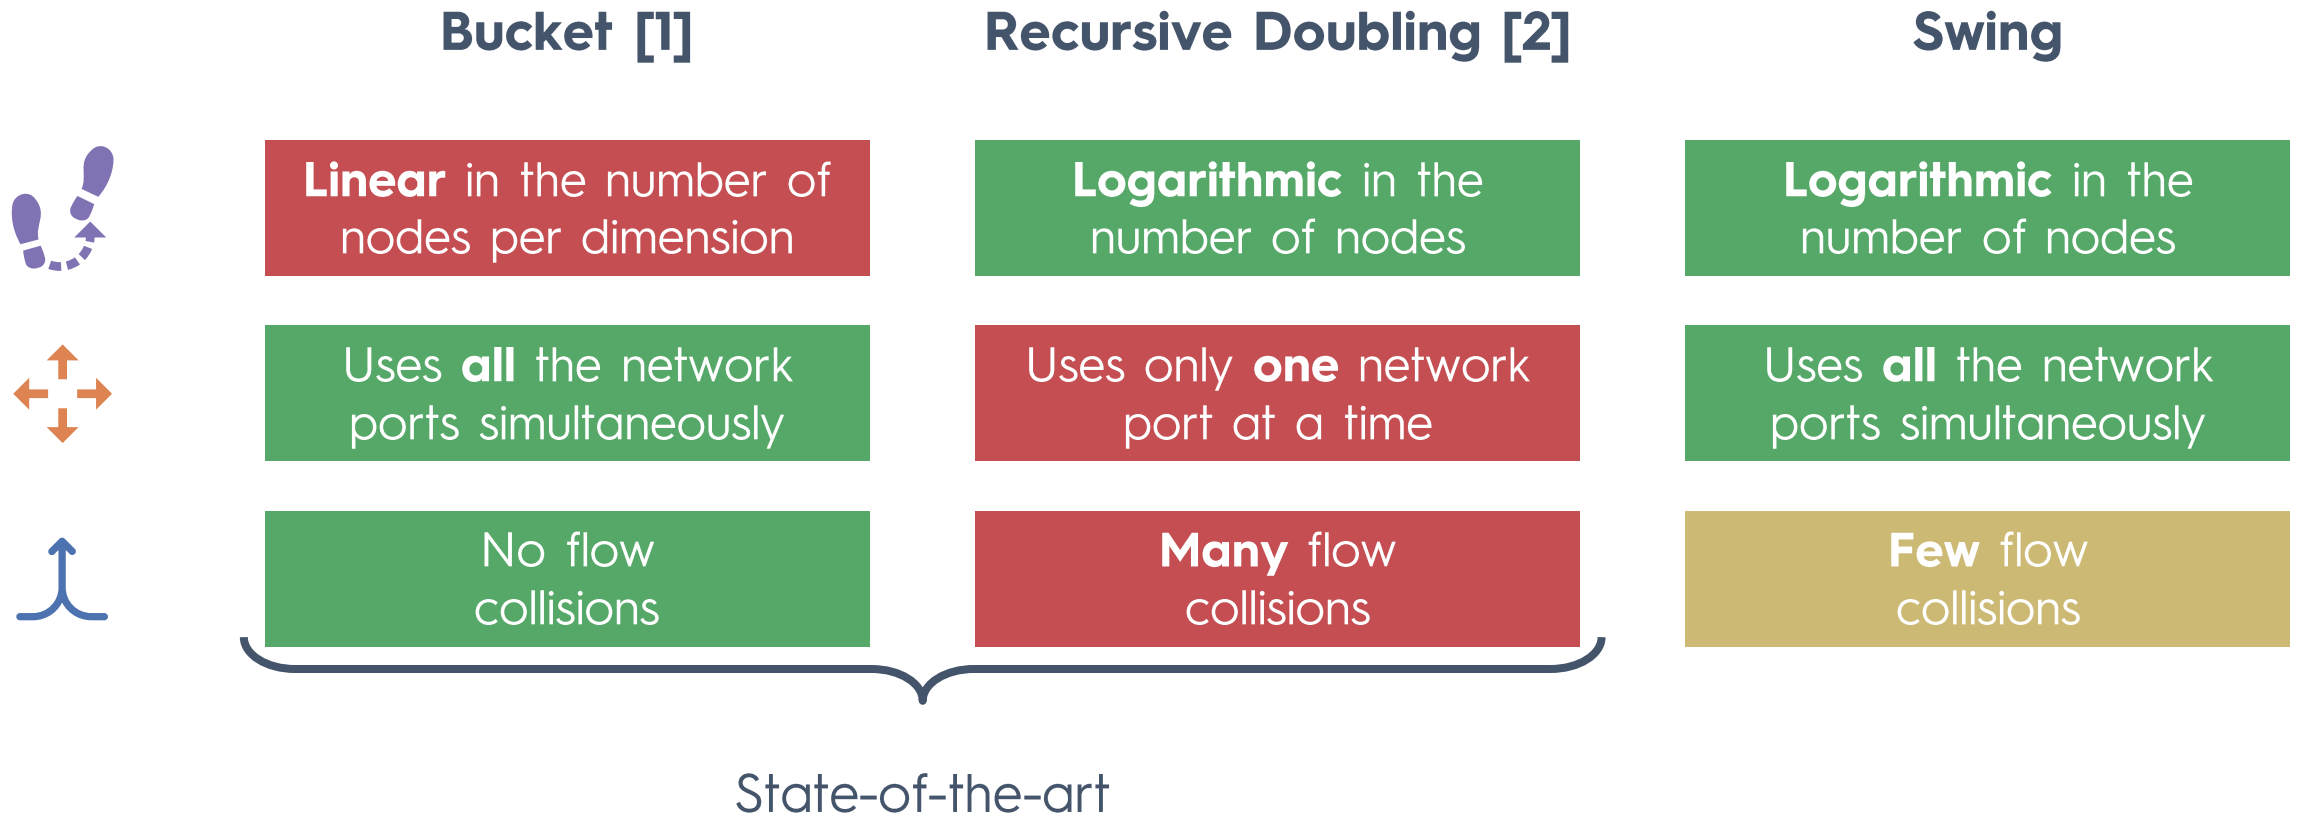 Bucket [1]
Recursive Doubling [2]
Swing
Linear in the number of
nodes per dimension
Logarithmic in the
number of nodes
Logarithmic in the
number of nodes
Uses all the network
ports simultaneously
Uses only one network
port at a time
Uses all the network
ports simultaneously
No flow
collisions
Many flow
collisions
Few flow
collisions
State-of-the-art